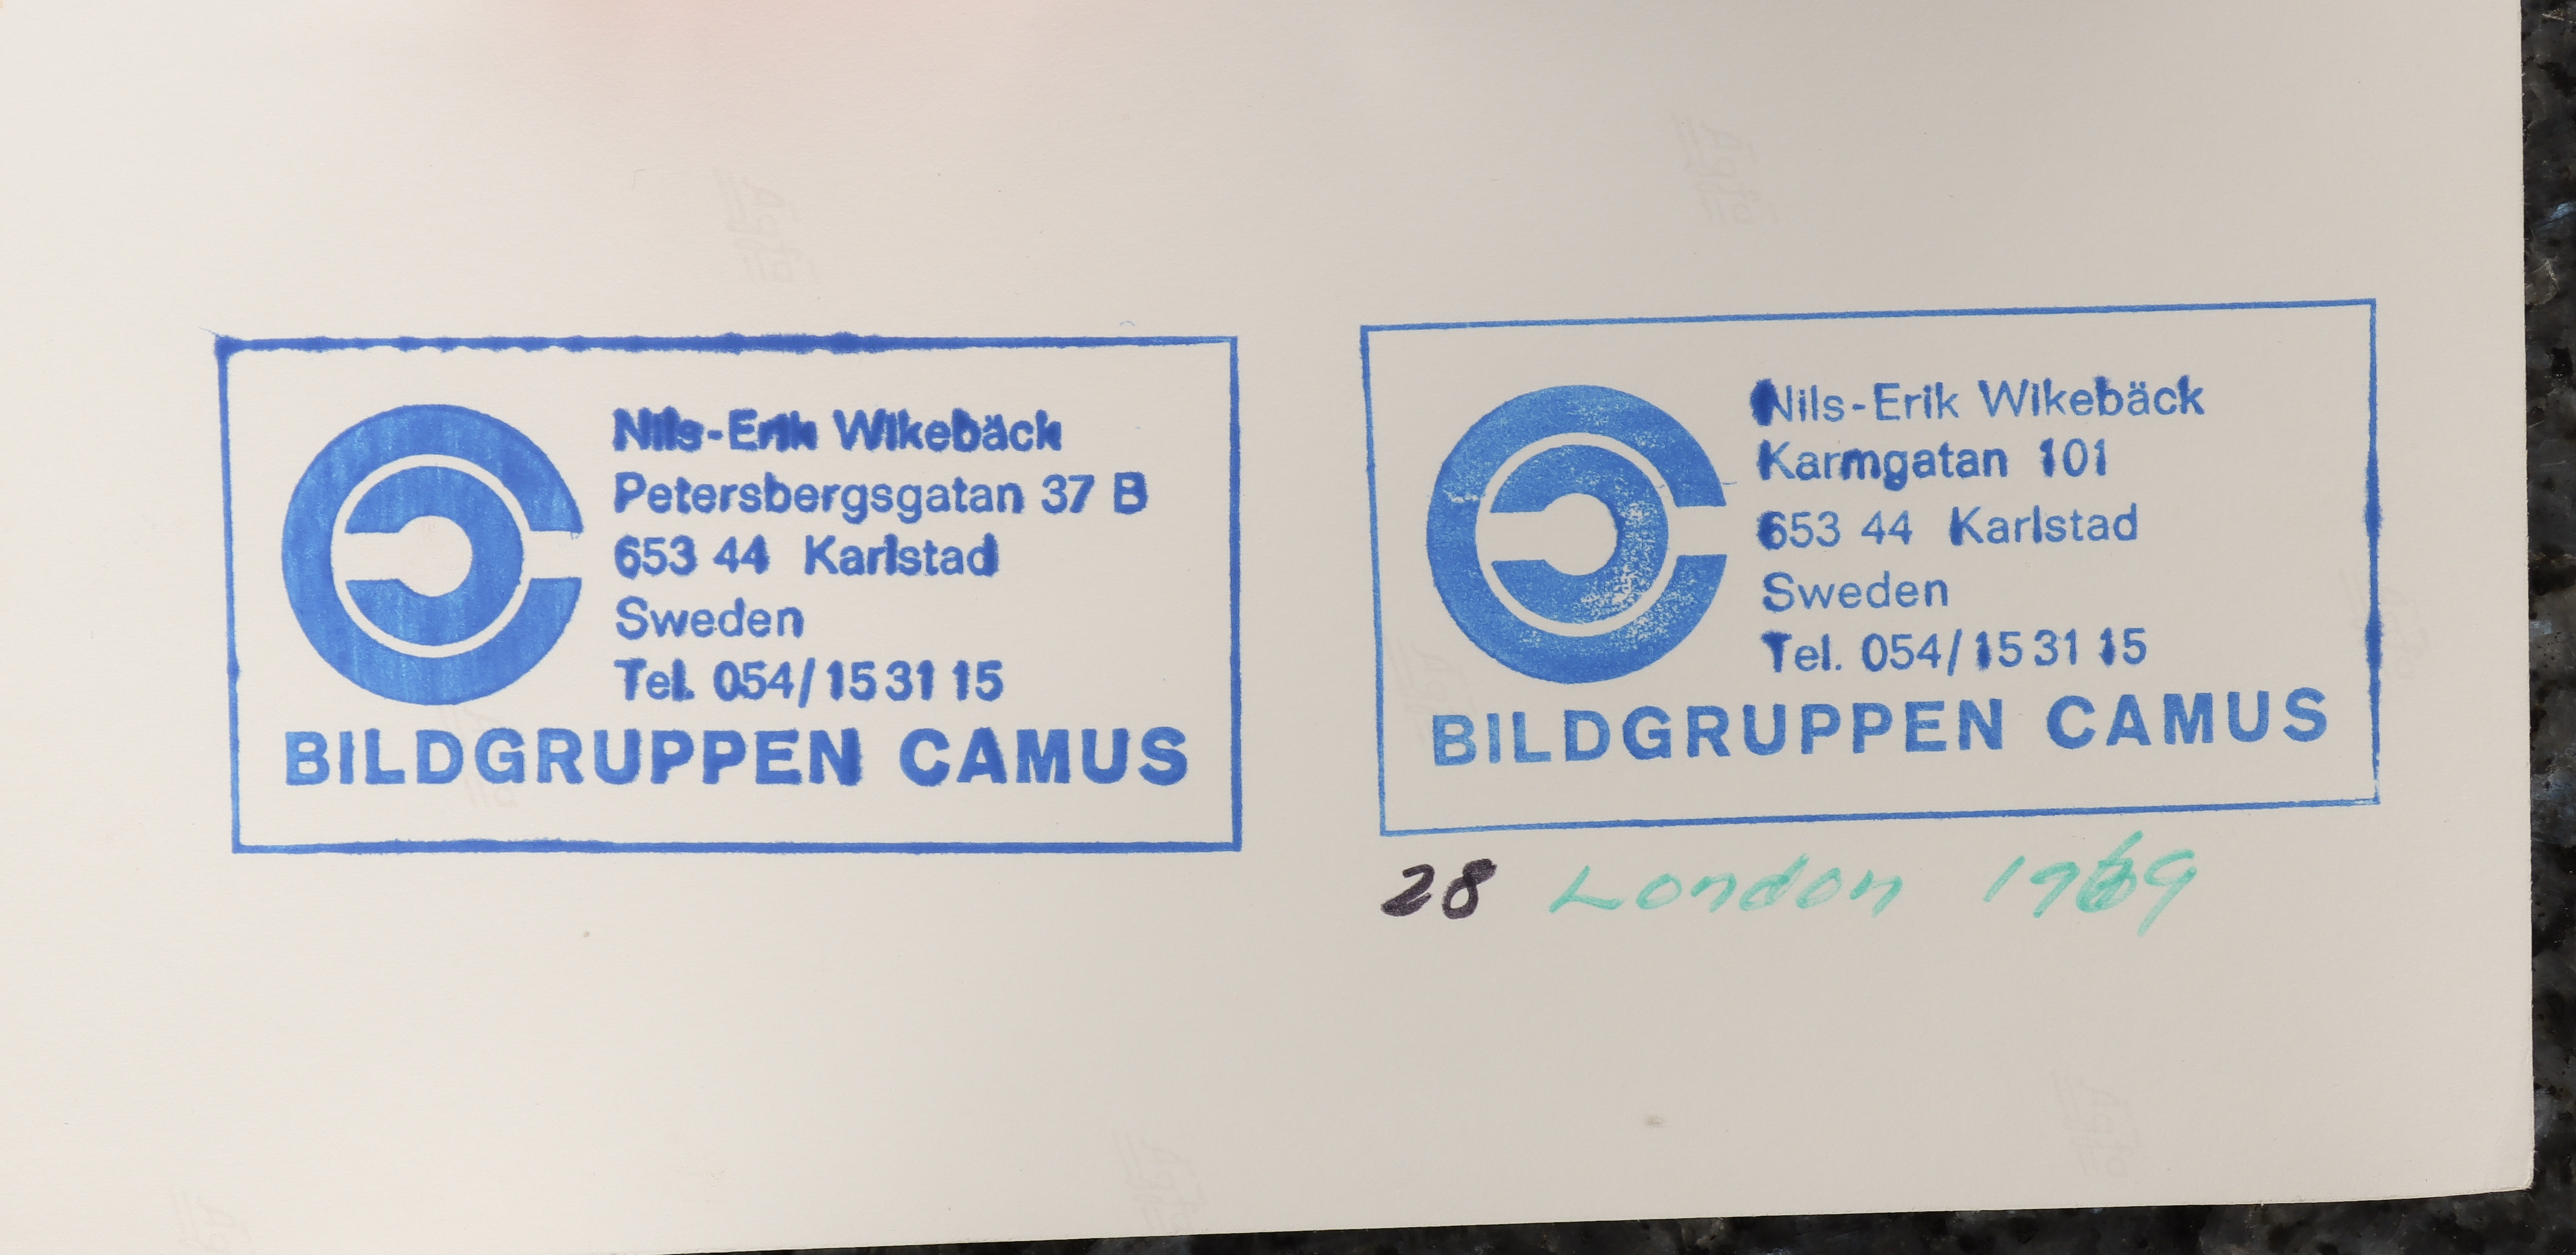 Nils-Erik Wikebäck
Petersbergsgatan 37 B
653 44 Karlstad
Sweden
Tel. 054/15 31 15
BILDGRUPPEN CAMUS
Nils-Erik Wikebäck
Karmgatan 101
653 44 Karlstad
Sweden
Tel. 054/15 31 15
BILDGRUPPEN CAMUS
28 London 1969